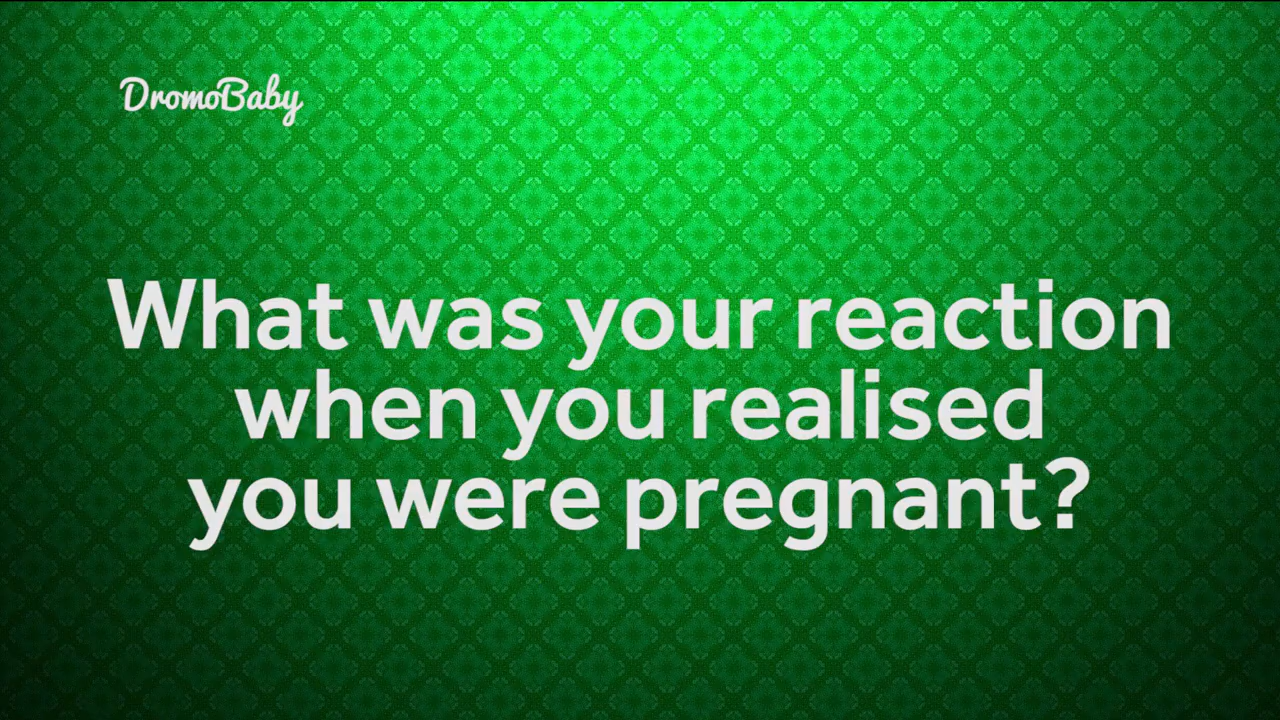 DromoBaby
What was your reaction
when you realised
you were pregnant?